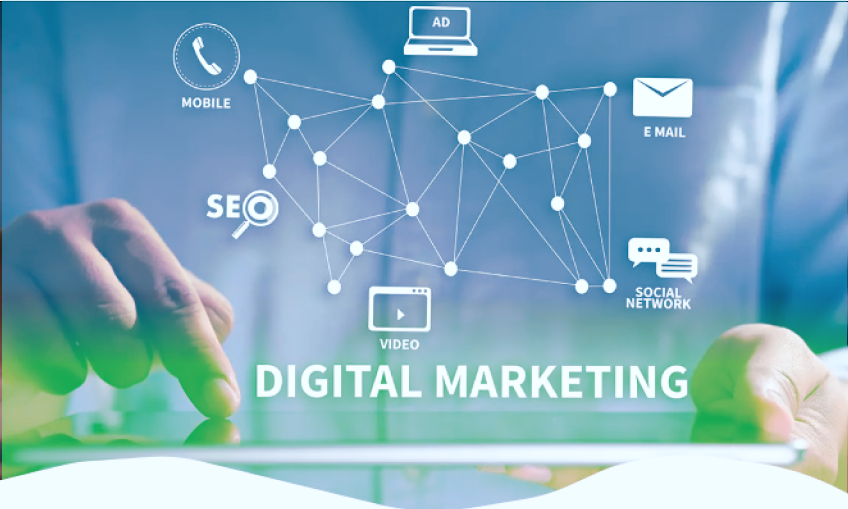 AD
MOBILE
E MAIL
SEO
SOCIAL
NETWORK
VIDEO
DIGITAL MARKETING